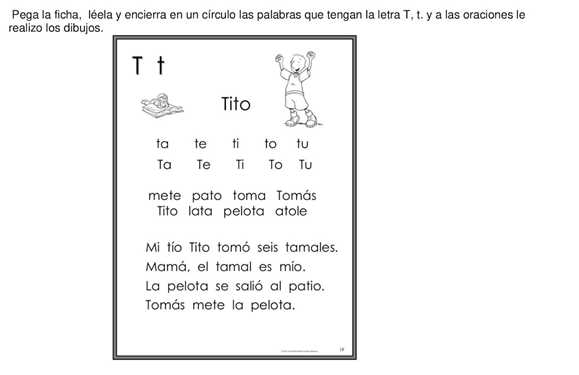 Pega la ficha, léela y encierra en un círculo las palabras que tengan la letra T, t. y a las oraciones le
realizo los dibujos.
T t
Tito
ta te ti to tu
Ta Te Ti To Tu
mete pato toma Tomás
Tito lata pelota atole
Mi tío Tito tomó seis tamales.
Mamá, el tamal es mío.
La pelota se salió al patio.
Tomás mete la pelota.